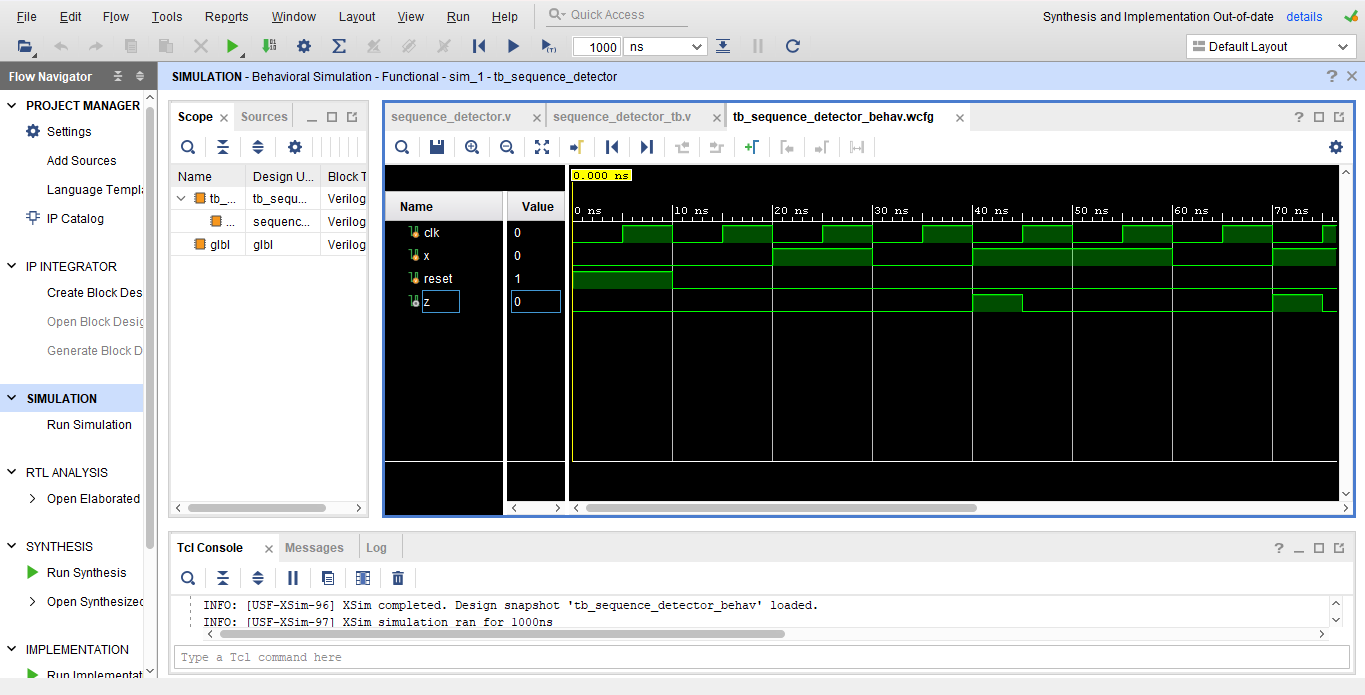 File Edit Flow Tools Reports Window Layout View Run Help Quick Access Synthesis and Implementation Out-of-date details
1000 ns Default Layout
Flow Navigator
SIMULATION - Behavioral Simulation - Functional - sim_1 - tb_sequence_detector
PROJECT MANAGER
Settings
Add Sources
Language Templa
IP Catalog
IP INTEGRATOR
Create Block Des
Open Block Desig
Generate Block D
SIMULATION
Run Simulation
RTL ANALYSIS
Open Elaborated
SYNTHESIS
Run Synthesis
Open Synthesized
IMPLEMENTATION
Run Implementat
Scope Sources
Name Design U... Block T
tb_... tb_sequ... Verilog
... sequenc... Verilog
glbl glbl Verilog
sequence_detector.v sequence_detector_tb.v tb_sequence_detector_behav.wcfg
0.000 ns
Name Value
0 ns 10 ns 20 ns 30 ns 40 ns 50 ns 60 ns 70 ns
clk 0
x 0
reset 1
z 0
Tcl Console Messages Log
INFO: [USF-XSim-96] XSim completed. Design snapshot 'tb_sequence_detector_behav' loaded.
INFO: [USF-XSim-97] XSim simulation ran for 1000ns
Type a Tcl command here